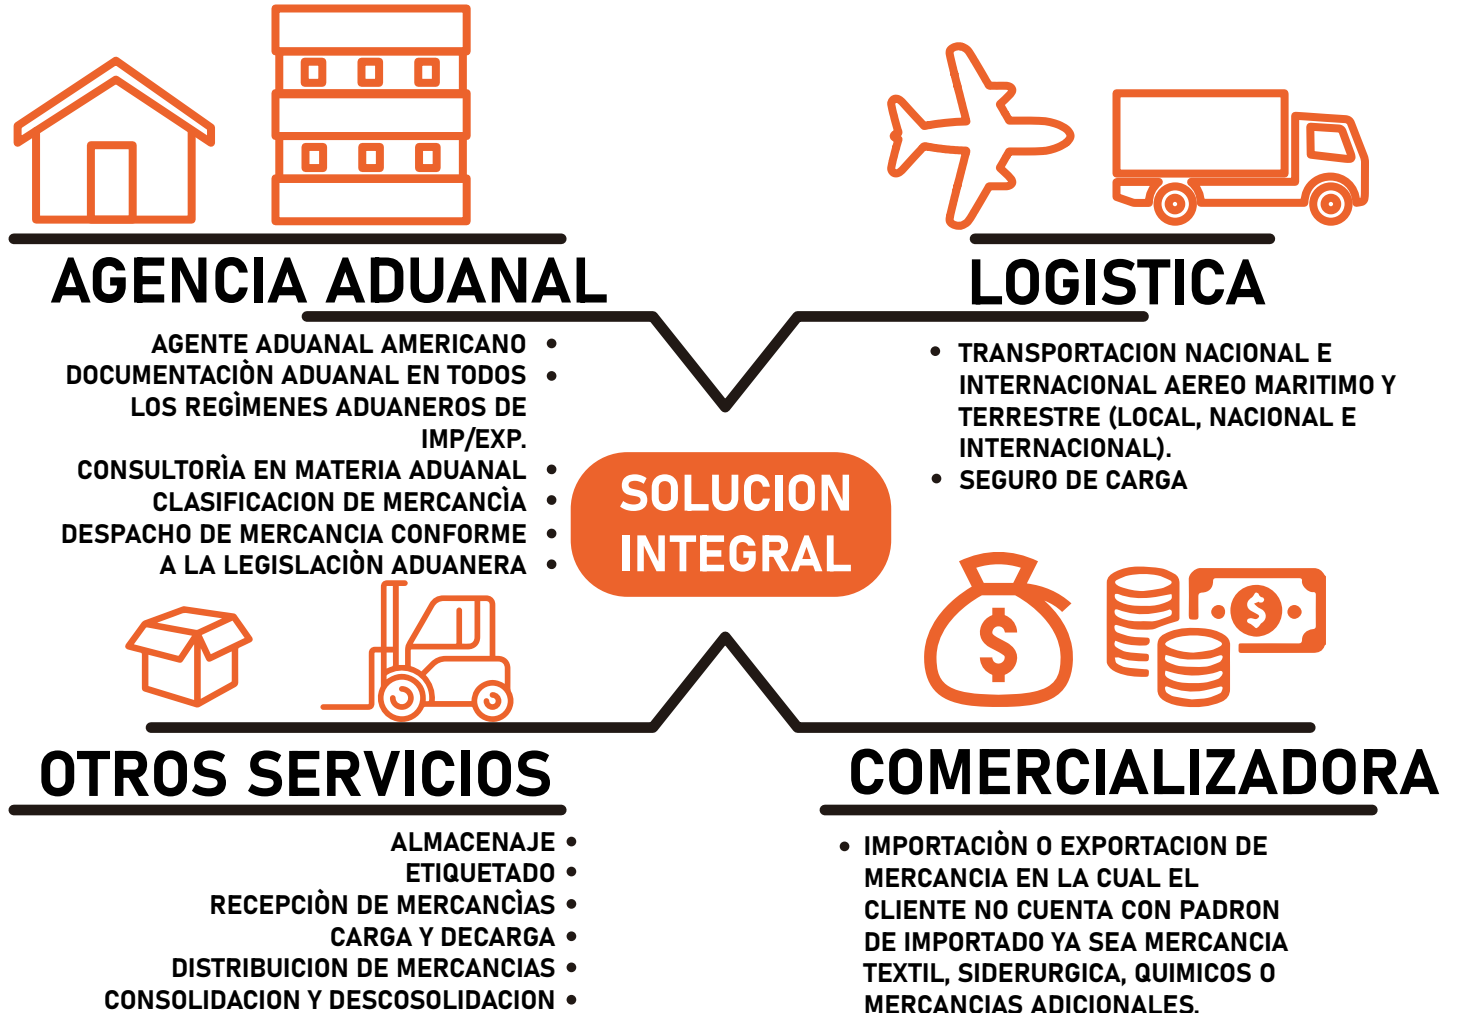 AGENCIA ADUANAL
AGENTE ADUANAL AMERICANO
DOCUMENTACIÒN ADUANAL EN TODOS
LOS REGÌMENES ADUANEROS DE
IMP/EXP.
CONSULTORÌA EN MATERIA ADUANAL
CLASIFICACION DE MERCANCÌA
DESPACHO DE MERCANCIA CONFORME
A LA LEGISLACIÒN ADUANERA
LOGISTICA
TRANSPORTACION NACIONAL E
INTERNACIONAL AEREO MARITIMO Y
TERRESTRE (LOCAL, NACIONAL E
INTERNACIONAL).
SEGURO DE CARGA
SOLUCION
INTEGRAL
OTROS SERVICIOS
ALMACENAJE
ETIQUETADO
RECEPCIÒN DE MERCANCÌAS
CARGA Y DECARGA
DISTRIBUICION DE MERCANCIAS
CONSOLIDACION Y DESCOSOLIDACION
COMERCIALIZADORA
IMPORTACIÒN O EXPORTACION DE
MERCANCIA EN LA CUAL EL
CLIENTE NO CUENTA CON PADRON
DE IMPORTADO YA SEA MERCANCIA
TEXTIL, SIDERURGICA, QUIMICOS O
MERCANCIAS ADICIONALES.